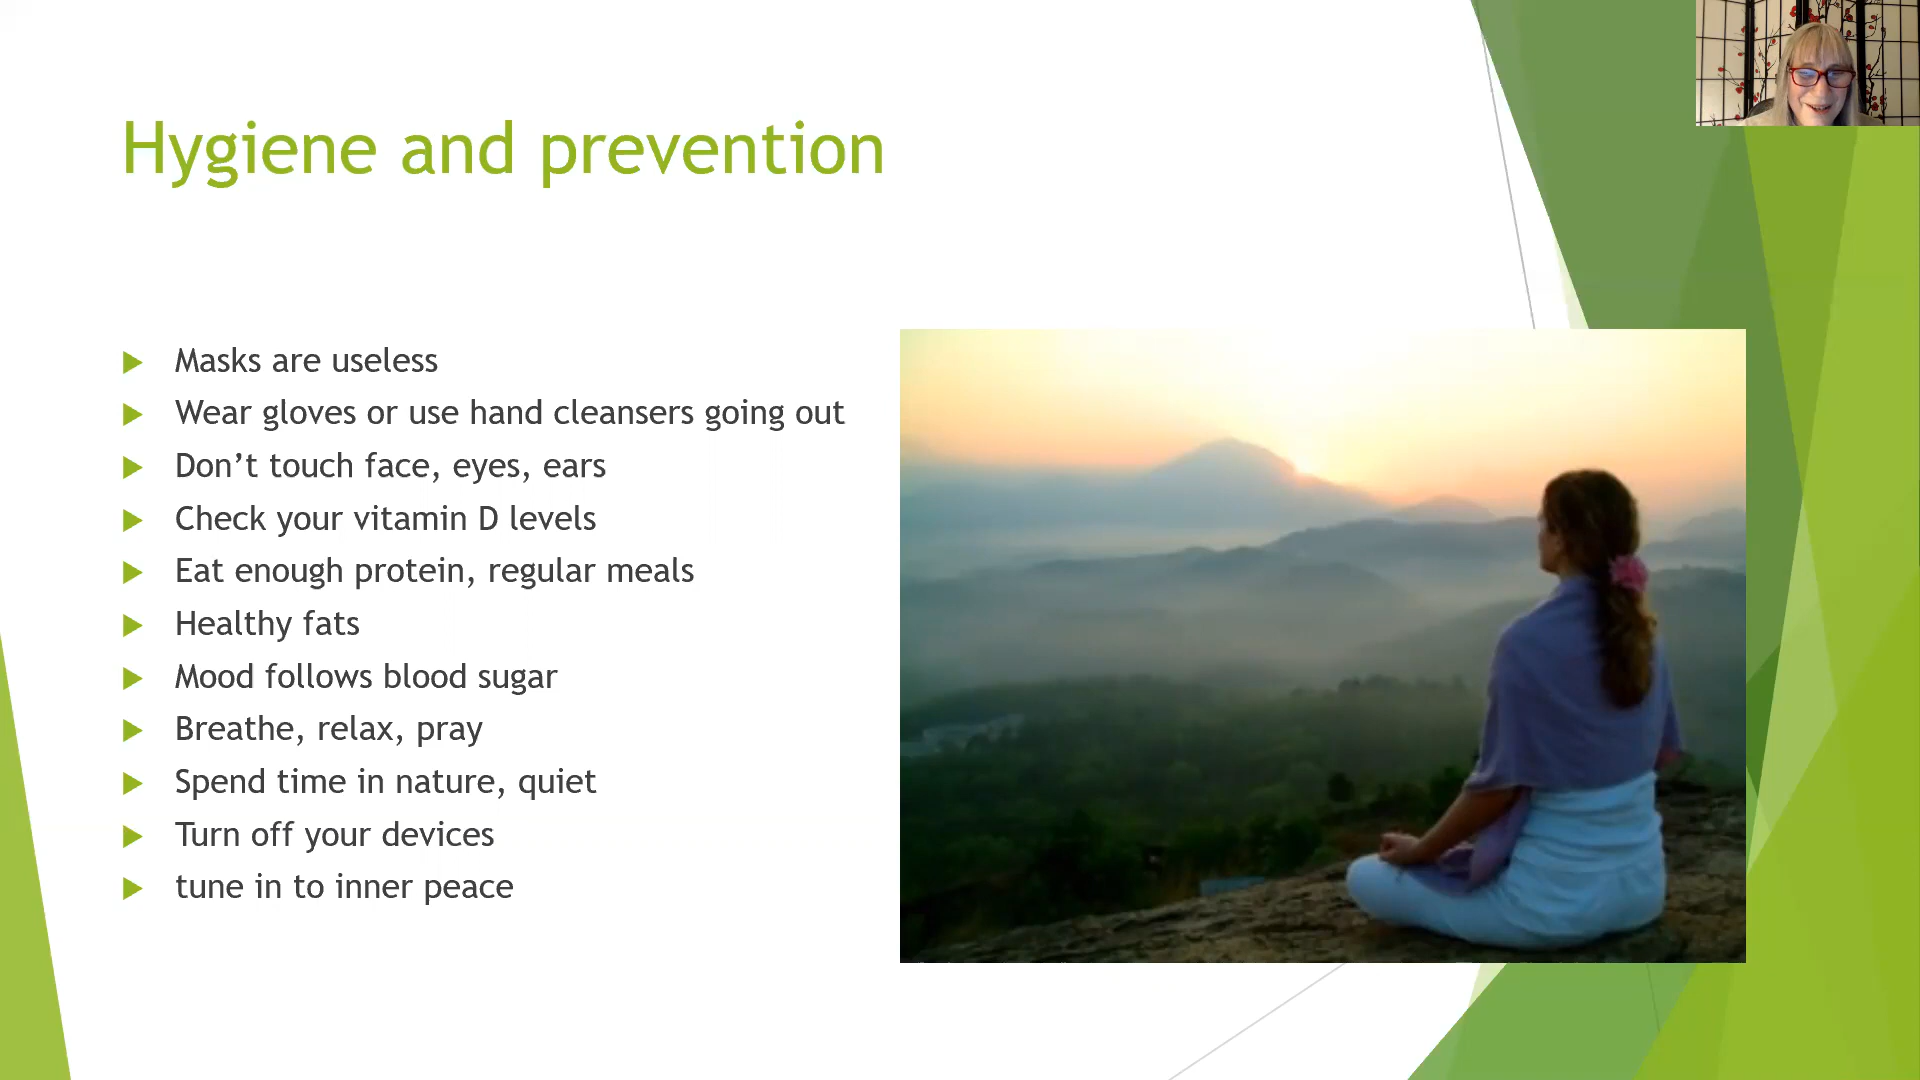 Hygiene and prevention
Masks are useless
Wear gloves or use hand cleansers going out
Don’t touch face, eyes, ears
Check your vitamin D levels
Eat enough protein, regular meals
Healthy fats
Mood follows blood sugar
Breathe, relax, pray
Spend time in nature, quiet
Turn off your devices
tune in to inner peace